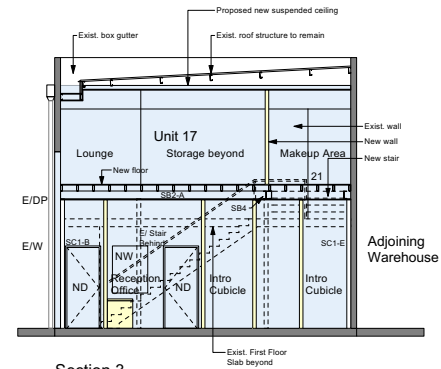 Proposed new suspended ceiling
Exist. box gutter
Exist. roof structure to remain
Unit 17
Exist. wall
New wall
Lounge
Storage beyond
Makeup Area
New stair
New floor
21
SB2-A
E/DP
SB4
E/ Stair
Behind
E/W
SC1-B
SC1-E
Adjoining
Warehouse
NW
ND
Reception
Office
ND
Intro
Cubicle
Intro
Cubicle
Exist. First Floor
Slab beyond
Section 3